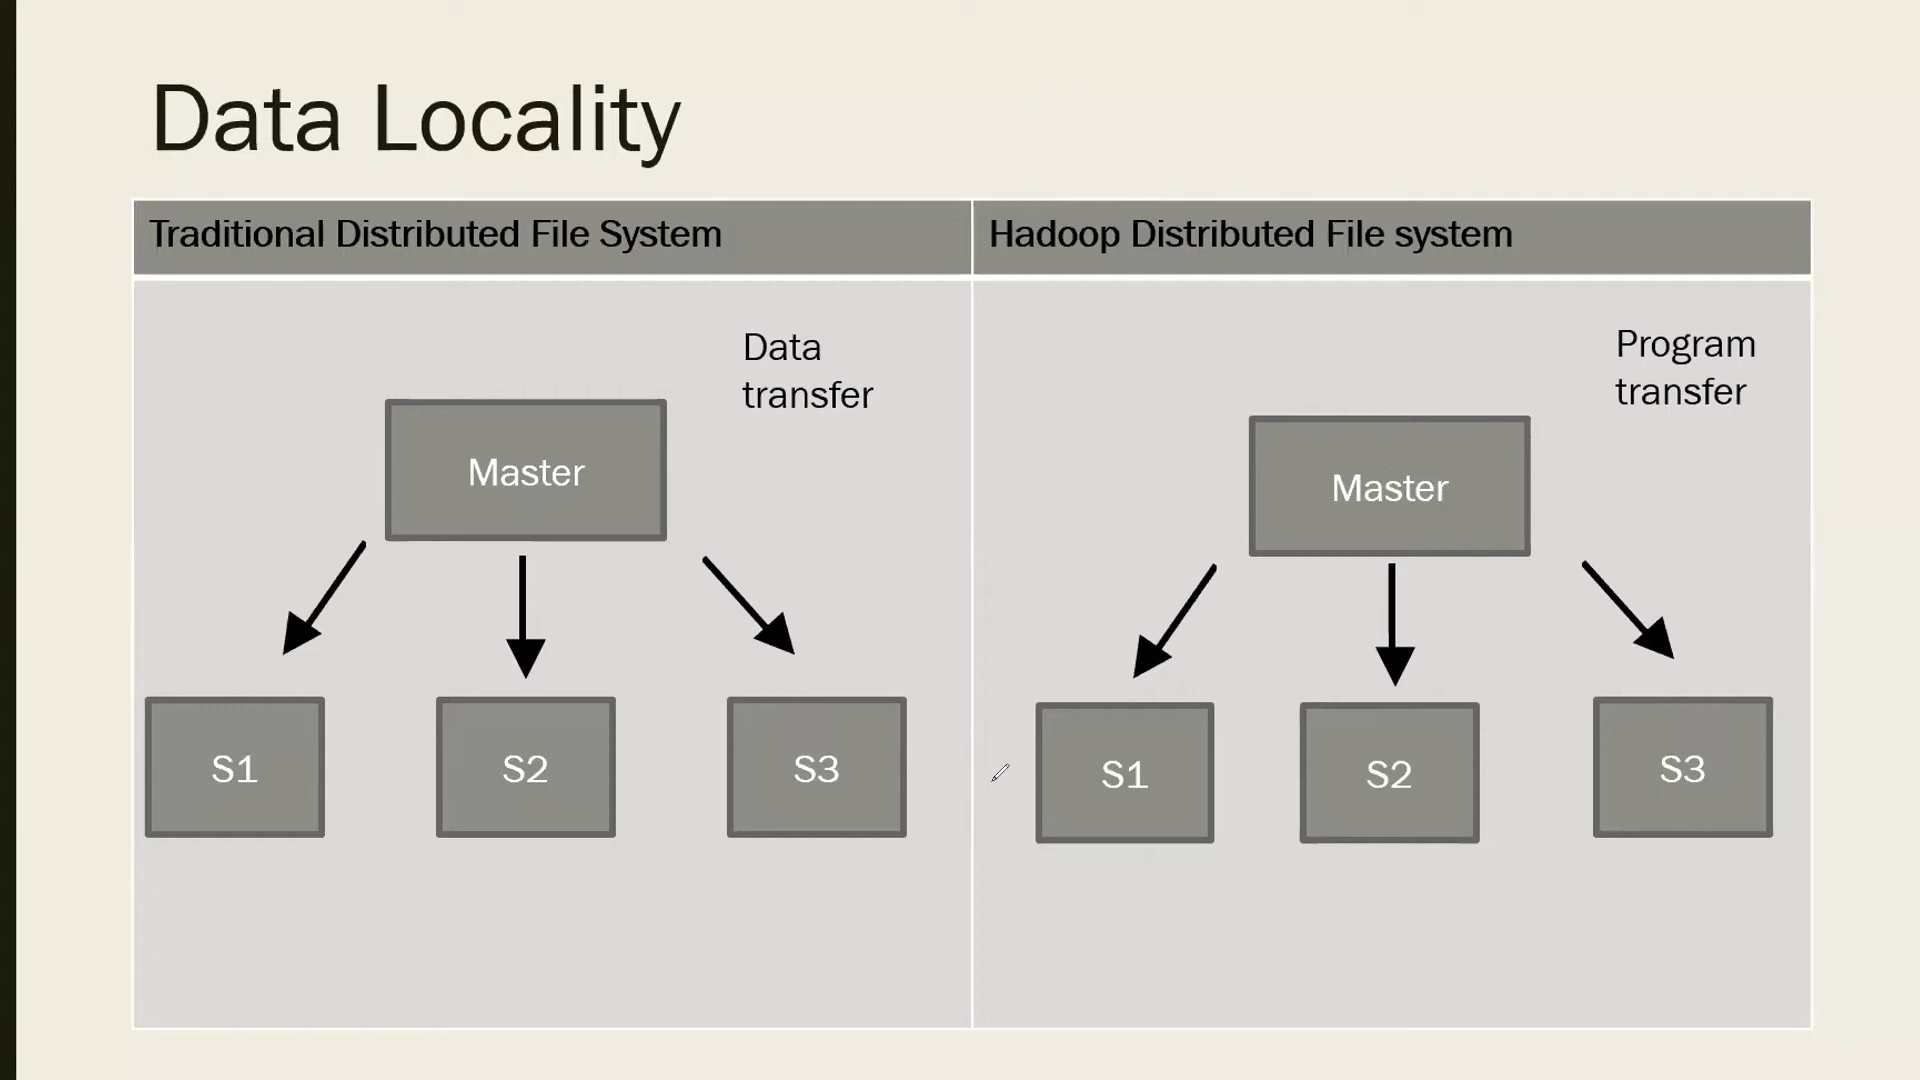 Data Locality
Traditional Distributed File System
Hadoop Distributed File system
Data
transfer
Master
S1
S2
S3
Program
transfer
Master
S1
S2
S3